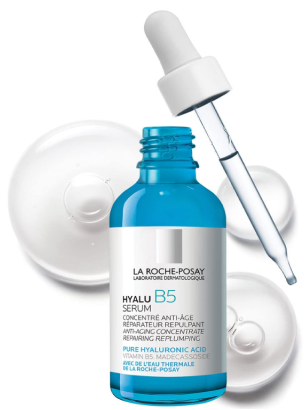 LA ROCHE-POSAY
LABORATOIRE DERMATOLOGIQUE
HYALU B5
SERUM
CONCENTRÉ ANTI-ÂGE
RÉPARATEUR REPULPANT
ANTI-AGING CONCENTRATE
REPAIRING REPLUMPING
PURE HYALURONIC ACID
VITAMIN B5. MADECASSOSIDE
AVEC DE L'EAU THERMALE
DE LA ROCHE-POSAY